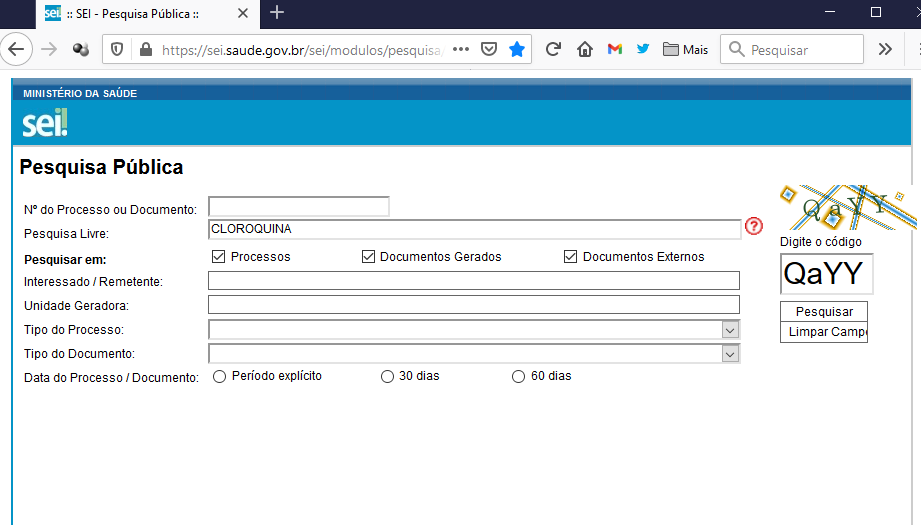 :: SEI - Pesquisa Pública ::
https://sei.saude.gov.br/sei/modulos/pesquisa/
Mais
Pesquisar
MINISTÉRIO DA SAÚDE
sei!
Pesquisa Pública
Nº do Processo ou Documento:
Pesquisa Livre: CLOROQUINA
Pesquisar em: Processos Documentos Gerados Documentos Externos
Interessado / Remetente:
Unidade Geradora:
Tipo do Processo:
Tipo do Documento:
Data do Processo / Documento: Período explícito 30 dias 60 dias
QaYY
Digite o código
QaYY
Pesquisar
Limpar Campo